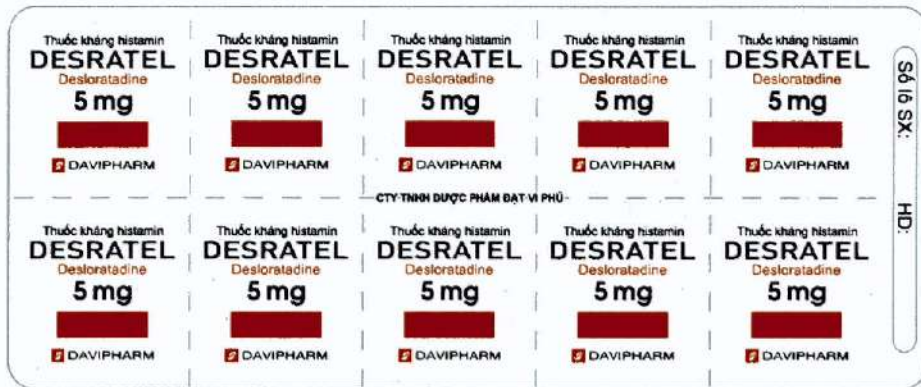 Thuốc kháng histamin Thuốc kháng histamin Thuốc kháng histamin Thuốc kháng histamin Thuốc kháng histamin
DESRATEL DESRATEL DESRATEL DESRATEL DESRATEL
Desloratadine Desloratadine Desloratadine Desloratadine Desloratadine
5 mg 5 mg 5 mg 5 mg 5 mg
DAVIPHARM DAVIPHARM DAVIPHARM DAVIPHARM DAVIPHARM
CTY TNHH DƯỢC PHẨM ĐẠT VI PHÚ
Thuốc kháng histamin Thuốc kháng histamin Thuốc kháng histamin Thuốc kháng histamin Thuốc kháng histamin
DESRATEL DESRATEL DESRATEL DESRATEL DESRATEL
Desloratadine Desloratadine Desloratadine Desloratadine Desloratadine
5 mg 5 mg 5 mg 5 mg 5 mg
DAVIPHARM DAVIPHARM DAVIPHARM DAVIPHARM DAVIPHARM
Số lô SX: HD: